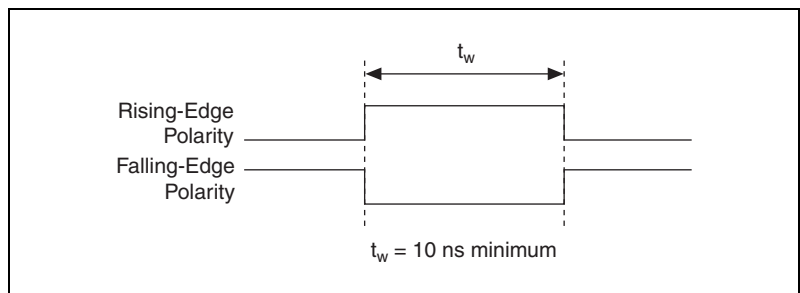 t_w
Rising-Edge
Polarity
Falling-Edge
Polarity
t_w = 10 ns minimum